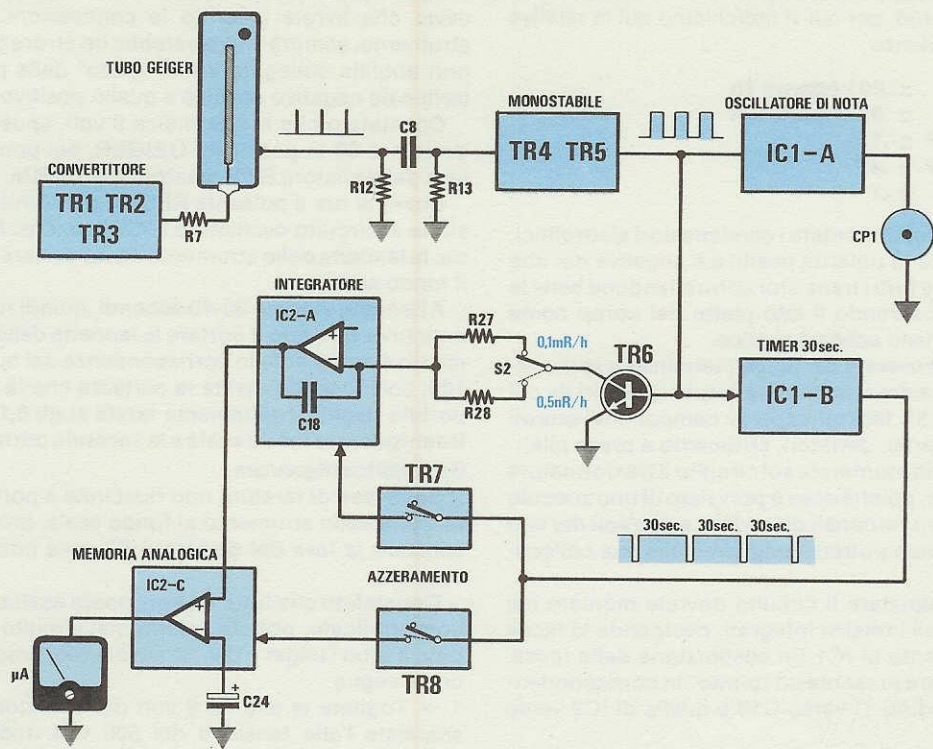 TUBO GEIGER
CONVERTITORE
TR1 TR2
TR3
R7
R12
C8
R13
MONOSTABILE
TR4 TR5
OSCILLATORE DI NOTA
IC1-A
CP1
INTEGRATORE
IC2-A
+
-
C18
R27
R28
S2
0,1mR/h
0,5mR/h
TR6
TIMER 30sec.
IC1-B
TR7
30sec. 30sec. 30sec.
MEMORIA ANALOGICA
IC2-C
-
+
µA
+
C24
AZZERAMENTO
TR8